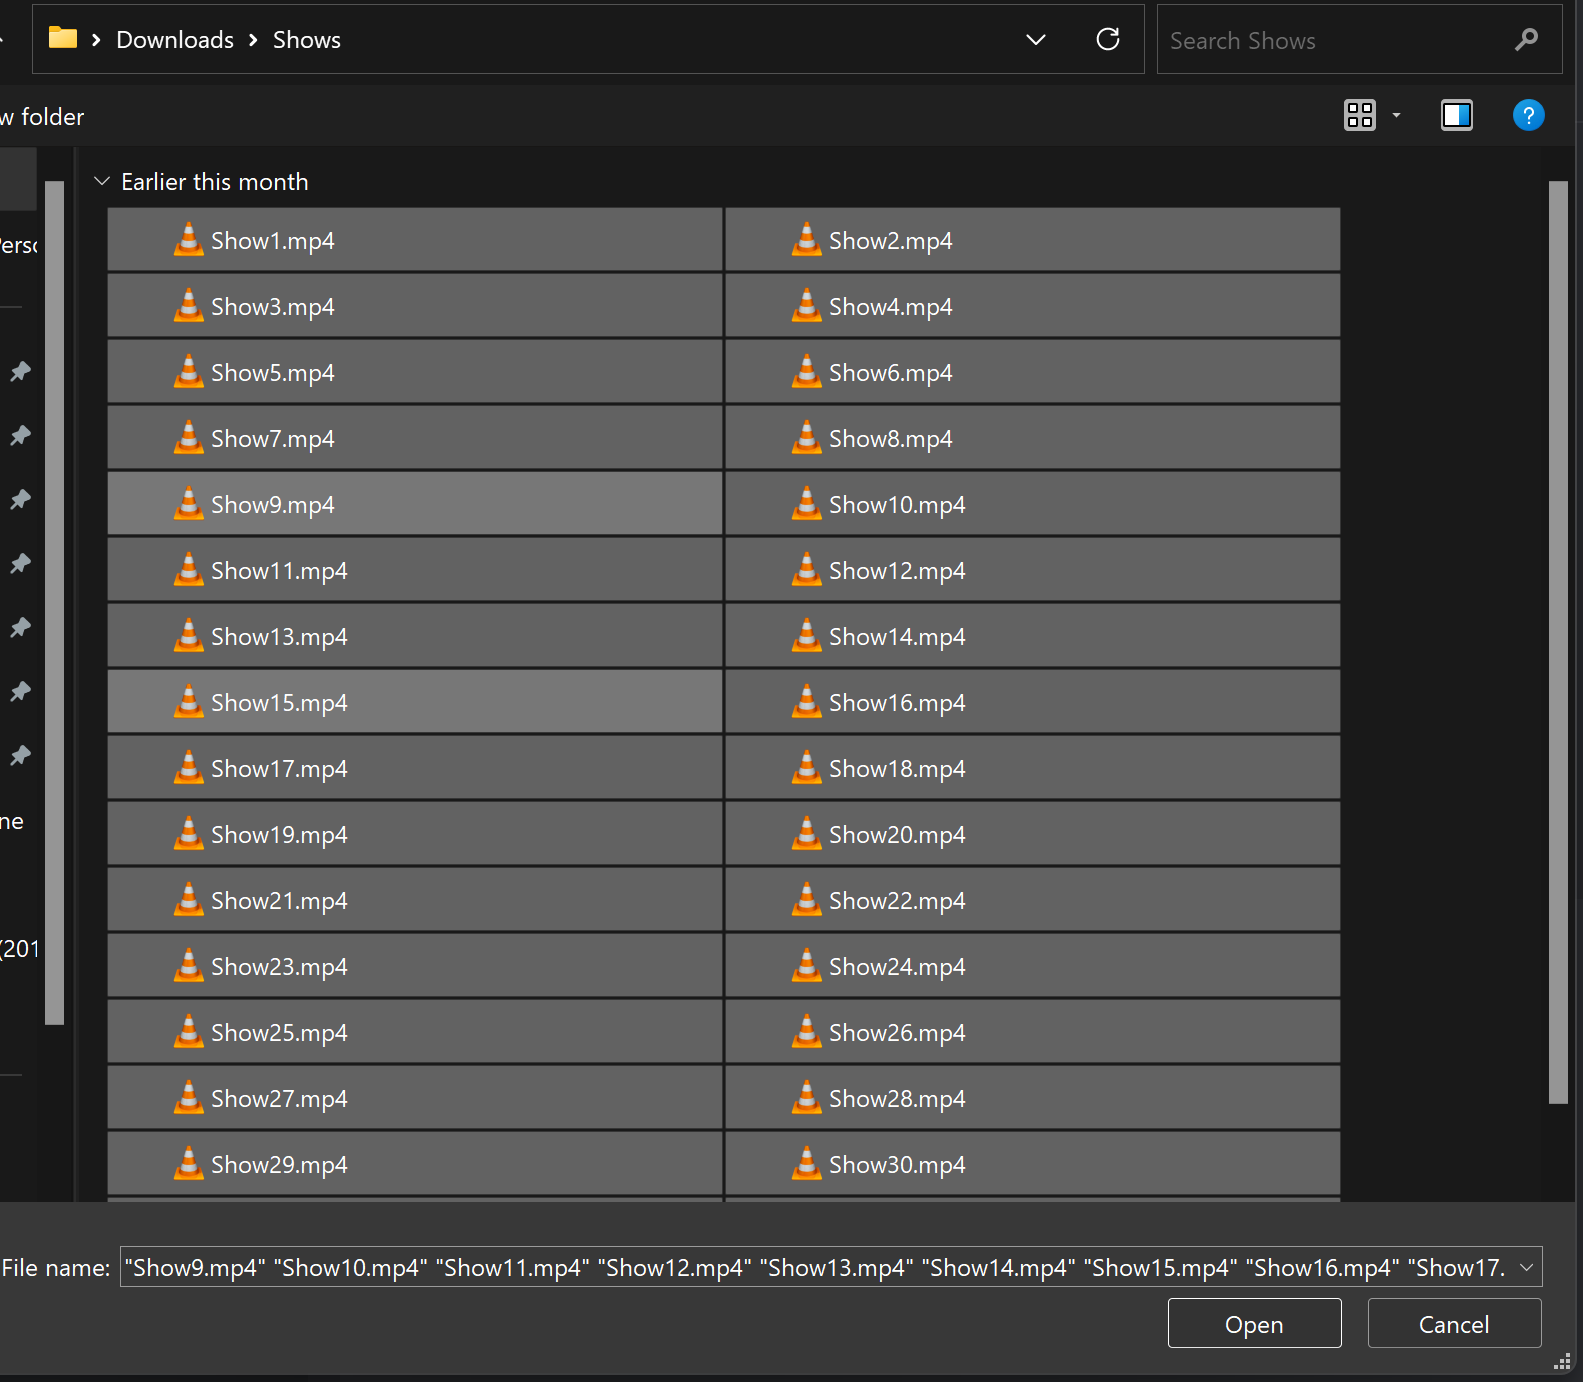 Downloads Shows Search Shows
w folder
Earlier this month
Show1.mp4 Show2.mp4
Perso
Show3.mp4 Show4.mp4
Show5.mp4 Show6.mp4
Show7.mp4 Show8.mp4
Show9.mp4 Show10.mp4
Show11.mp4 Show12.mp4
Show13.mp4 Show14.mp4
Show15.mp4 Show16.mp4
Show17.mp4 Show18.mp4
ne
Show19.mp4 Show20.mp4
Show21.mp4 Show22.mp4
(201
Show23.mp4 Show24.mp4
Show25.mp4 Show26.mp4
Show27.mp4 Show28.mp4
Show29.mp4 Show30.mp4
File name: "Show9.mp4" "Show10.mp4" "Show11.mp4" "Show12.mp4" "Show13.mp4" "Show14.mp4" "Show15.mp4" "Show16.mp4" "Show17.
Open Cancel